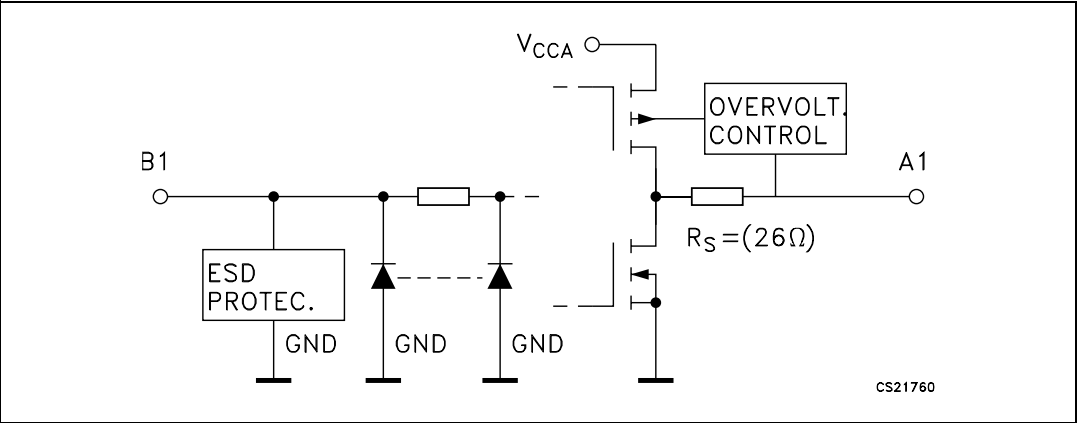 VCCA
OVERVOLT.
CONTROL
B1
A1
RS=(26Ω)
ESD
PROTEC.
GND
GND
GND
CS21760